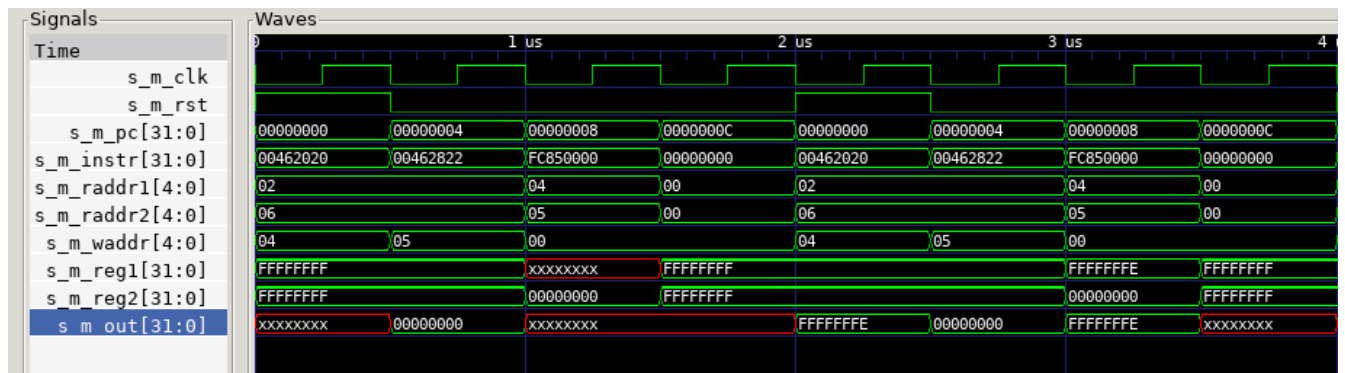 Signals Waves
Time 0 1 us 2 us 3 us 4
s_m_clk
s_m_rst
s_m_pc[31:0] 00000000 00000004 00000008 0000000C 00000000 00000004 00000008 0000000C
s_m_instr[31:0] 00462020 00462822 FC850000 00000000 00462020 00462822 FC850000 00000000
s_m_raddr1[4:0] 02 04 00 02 04 00
s_m_raddr2[4:0] 06 05 00 06 05 00
s_m_waddr[4:0] 04 05 00 04 05 00
s_m_reg1[31:0] FFFFFFFF xxxxxxxx FFFFFFFF FFFFFFFE FFFFFFFF
s_m_reg2[31:0] FFFFFFFF 00000000 FFFFFFFF 00000000 FFFFFFFF
s_m_out[31:0] xxxxxxxx 00000000 xxxxxxxx FFFFFFFE 00000000 FFFFFFFE xxxxxxxx